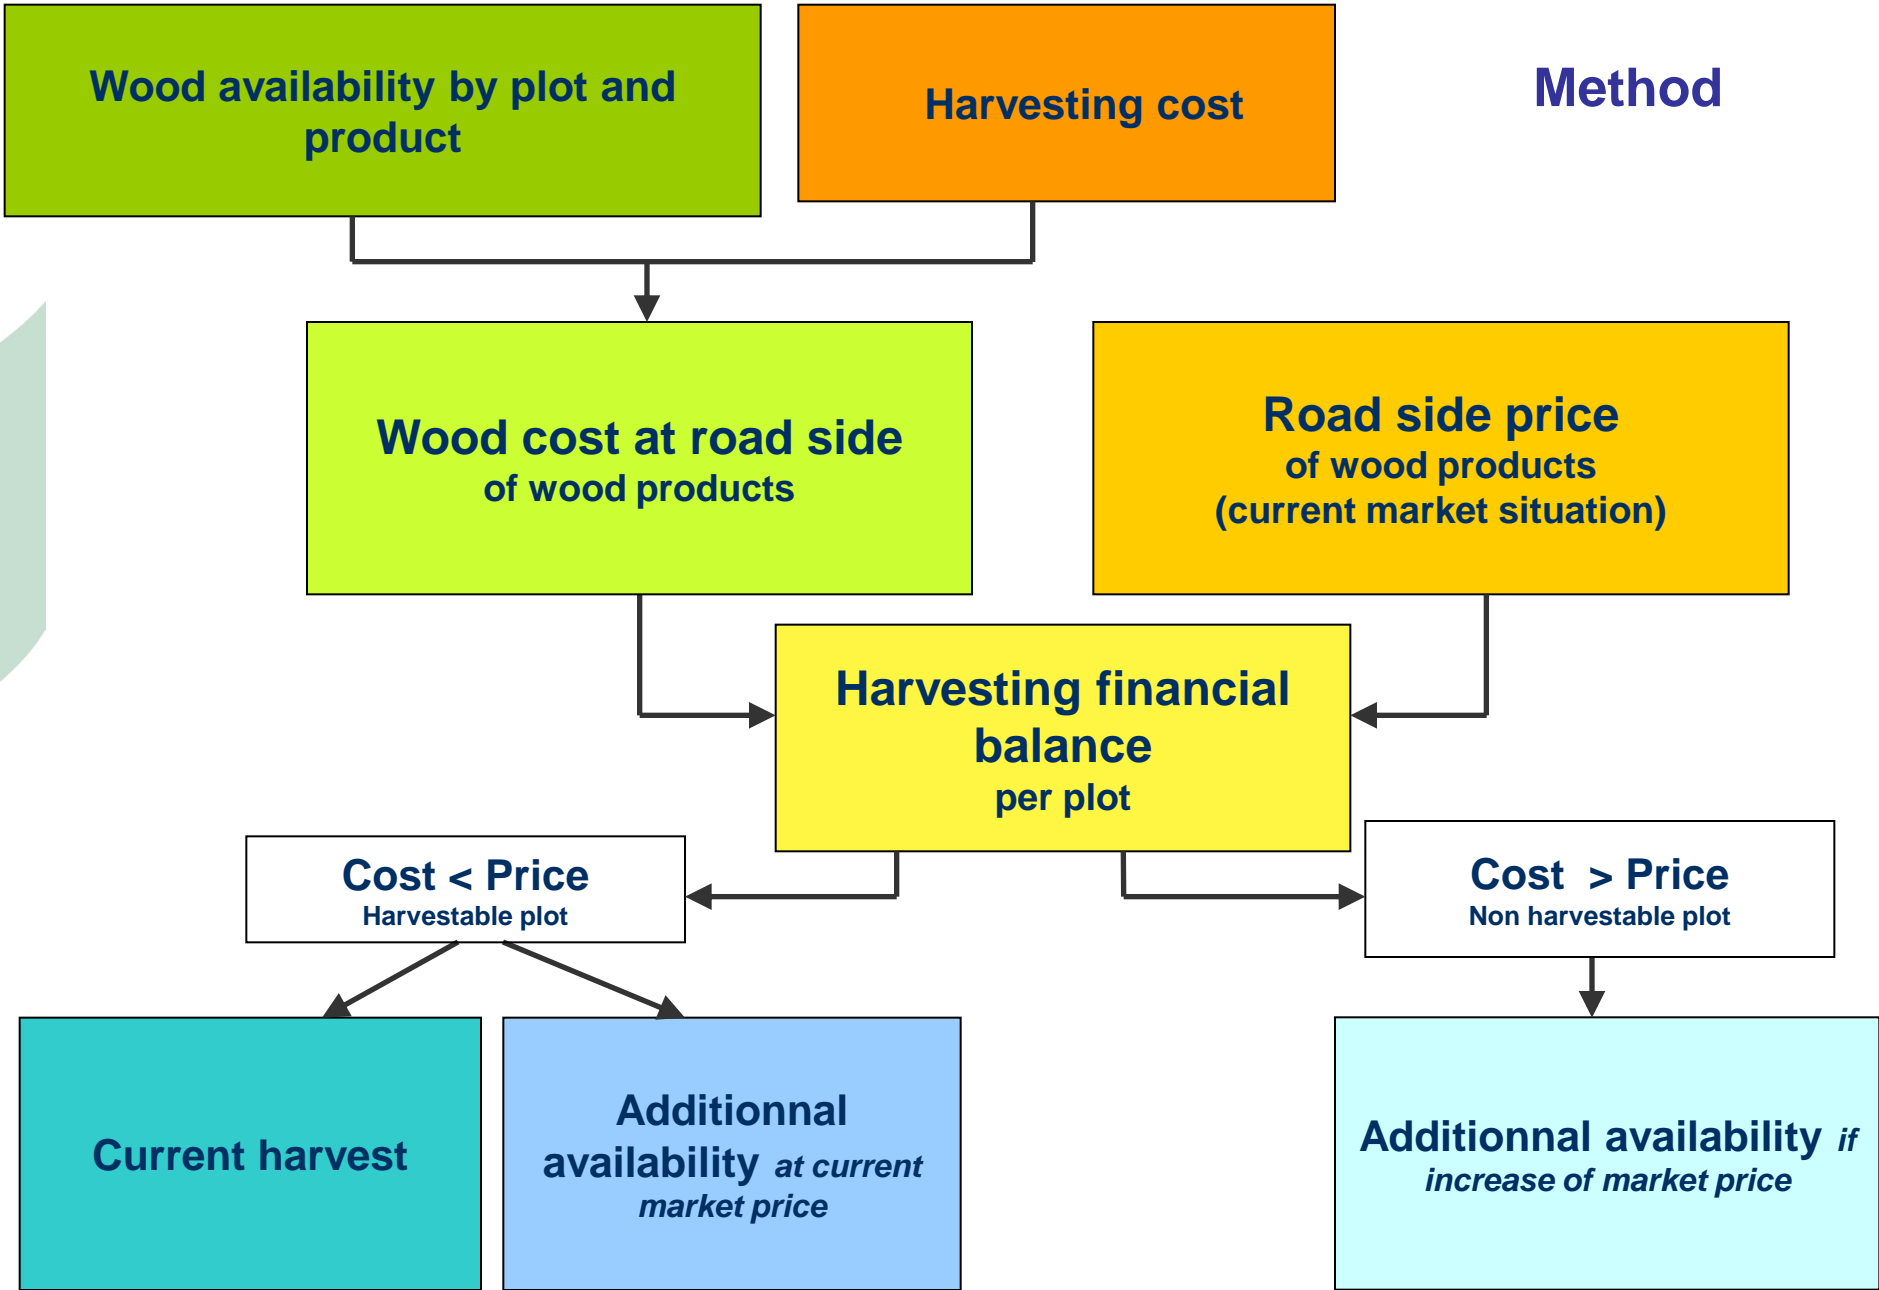 Wood availability by plot and
product
Harvesting cost
Method
Wood cost at road side
of wood products
Road side price
of wood products
(current market situation)
Harvesting financial
balance
per plot
Cost < Price
Harvestable plot
Cost  > Price
Non harvestable plot
Current harvest
Additionnal
availability at current
market price
Additionnal availability if
increase of market price